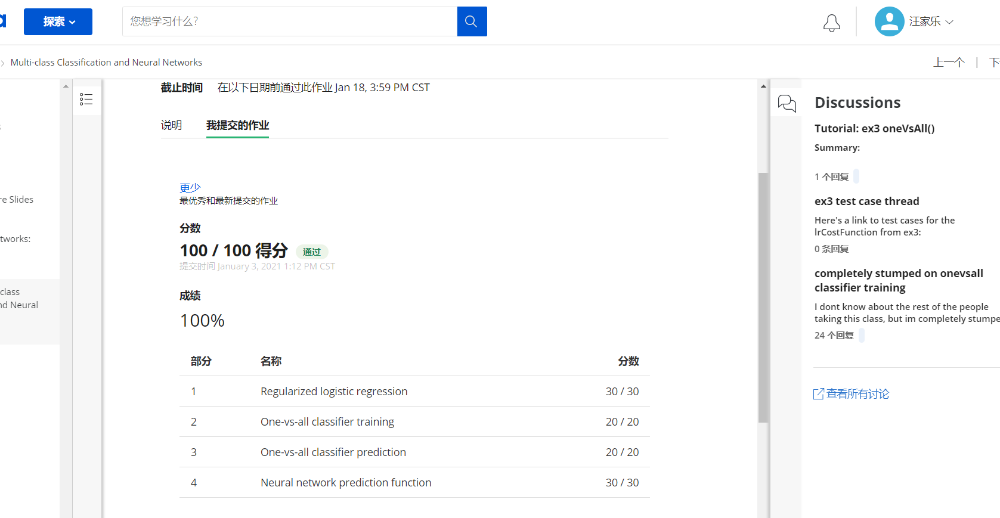 探索
您想学习什么?
汪家乐
Multi-class Classification and Neural Networks
上一个 |
截止时间 在以下日期前通过此作业 Jan 18, 3:59 PM CST
说明 我提交的作业
re Slides
tworks:
class
nd Neural
更少
最优秀和最新提交的作业
分数
100 / 100 得分 通过
提交时间 January 3, 2021 1:12 PM CST
成绩
100%
部分 名称 分数
1 Regularized logistic regression 30 / 30
2 One-vs-all classifier training 20 / 20
3 One-vs-all classifier prediction 20 / 20
4 Neural network prediction function 30 / 30
Discussions
Tutorial: ex3 oneVsAll()
Summary:
1 个回复
ex3 test case thread
Here's a link to test cases for the
lrCostFunction from ex3:
0 条回复
completely stumped on onevsall
classifier training
I dont know about the rest of the people
taking this class, but im completely stumpe
24 个回复
查看所有讨论